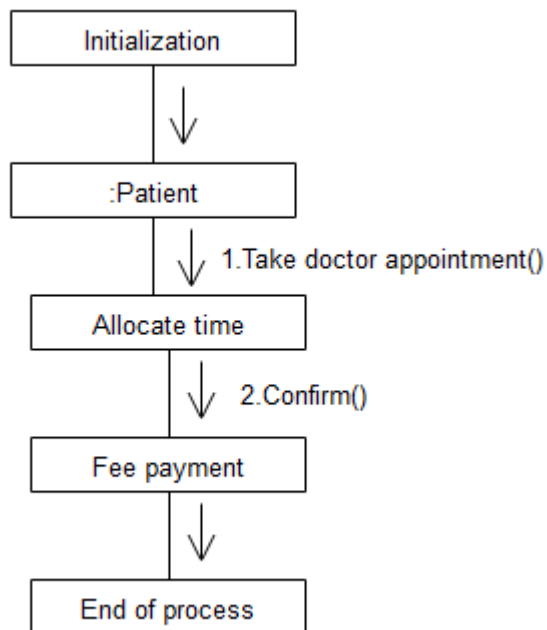 Initialization
:Patient
1.Take doctor appointment()
Allocate time
2.Confirm()
Fee payment
End of process